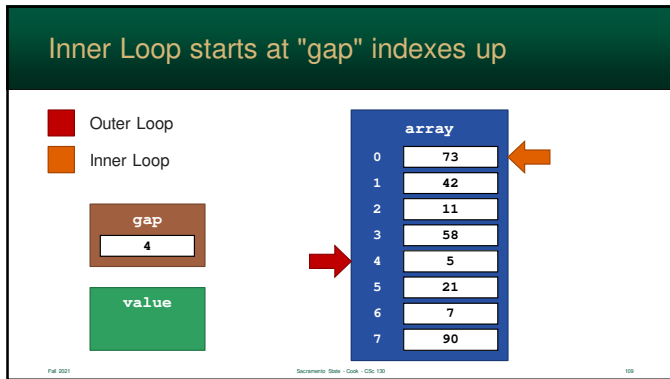 Inner Loop starts at "gap" indexes up
Outer Loop
Inner Loop
gap
4
value
array
0 73
1 42
2 11
3 58
4 5
5 21
6 7
7 90
Fall 2021 Sacramento State - Cook - CSc 130 109